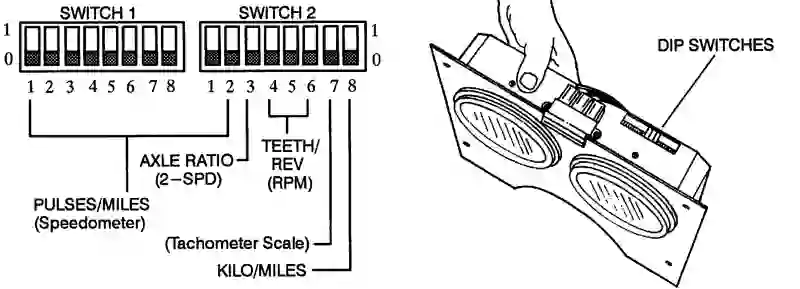 SWITCH 1 SWITCH 2
1 1
0 0
1 2 3 4 5 6 7 8 1 2 3 4 5 6 7 8
DIP SWITCHES
AXLE RATIO
(2-SPD)
TEETH/
REV
(RPM)
PULSES/MILES
(Speedometer)
(Tachometer Scale)
KILO/MILES